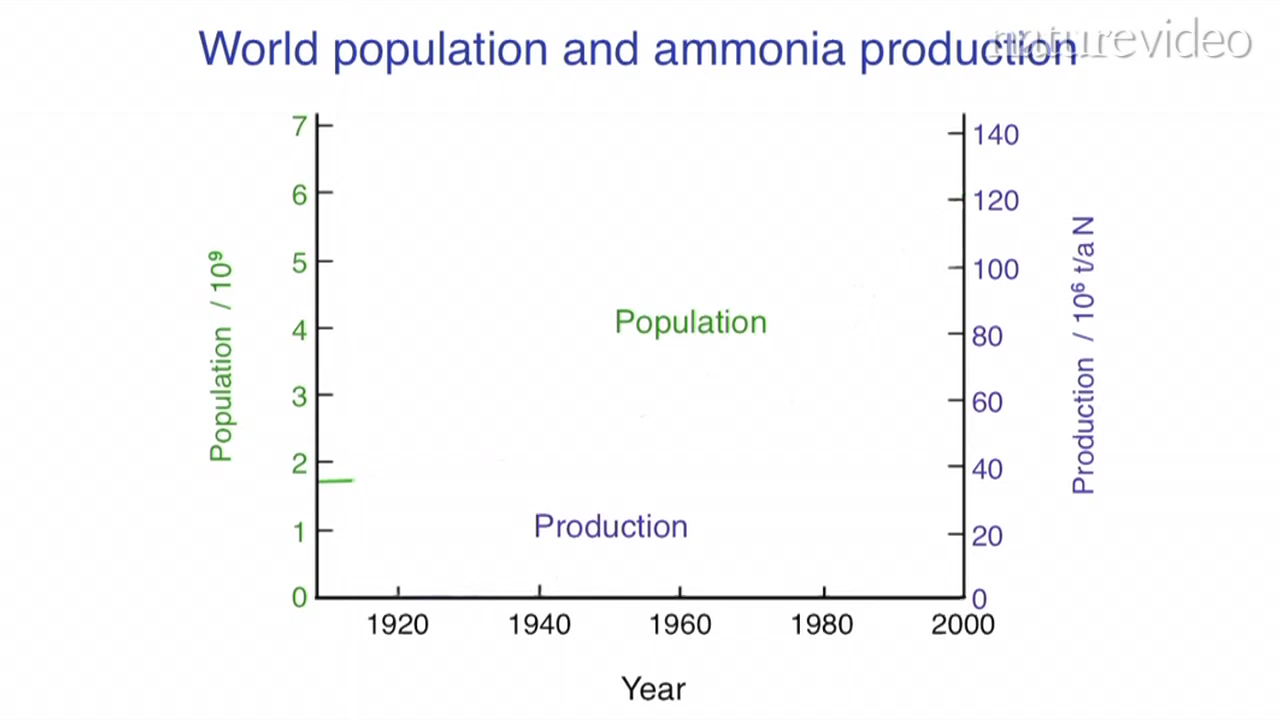 World population and ammonia production
naturevideo
7
6
5
4
3
2
1
0
Population / 10⁹
Population
Production
140
120
100
80
60
40
20
0
Production / 10⁶ t/a N
1920 1940 1960 1980 2000
Year